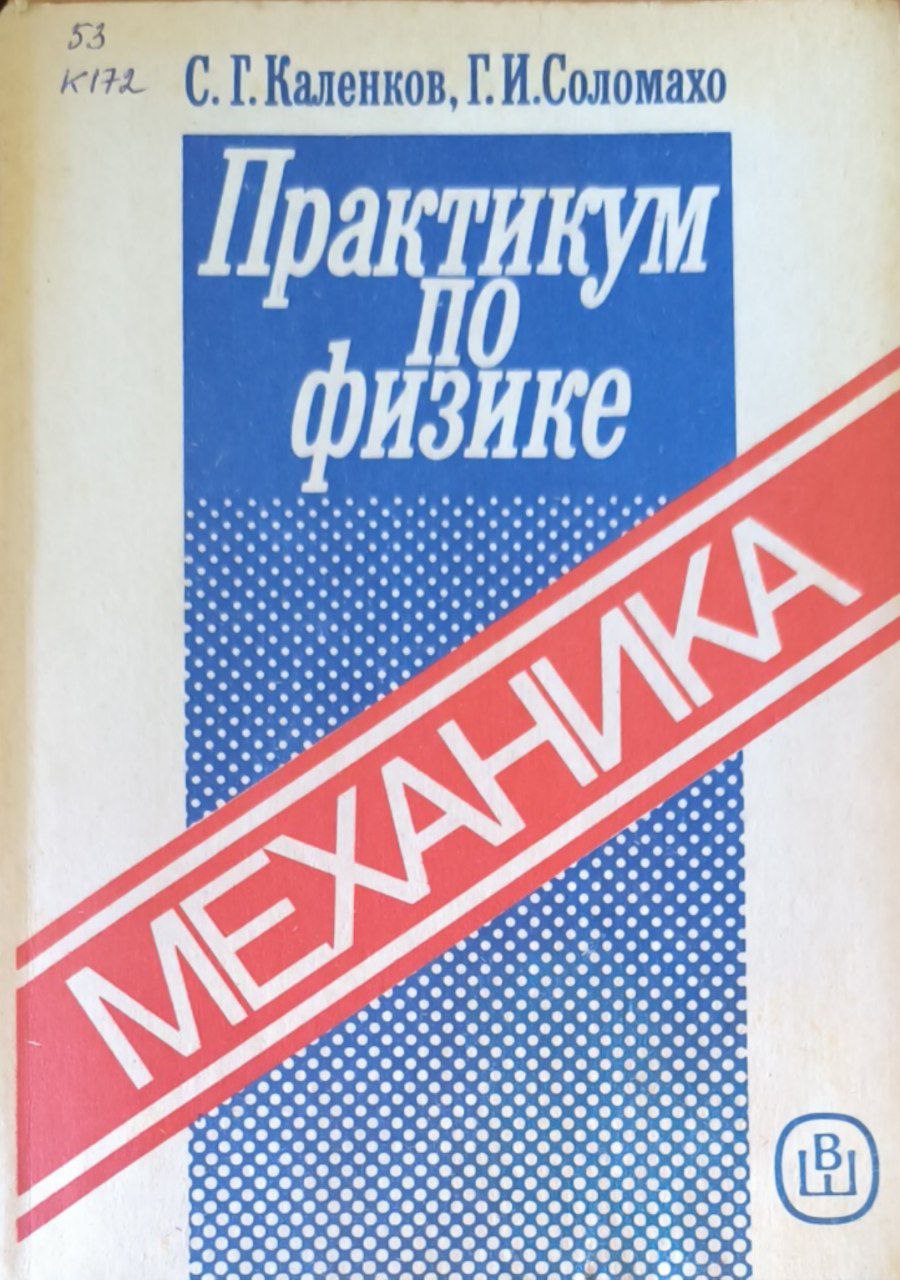 53
К172
С. Г. Каленков, Г. И. Соломахо
Практикум
по
физике
МЕХАНИКА
В
Ш